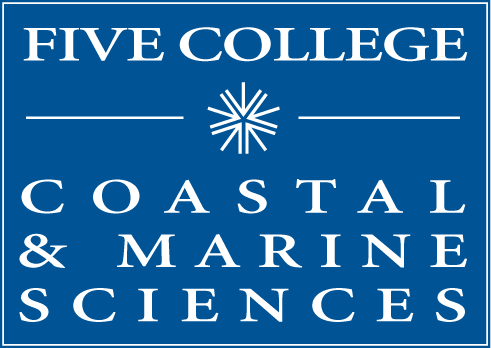 FIVE COLLEGE
COASTAL
& MARINE
SCIENCES